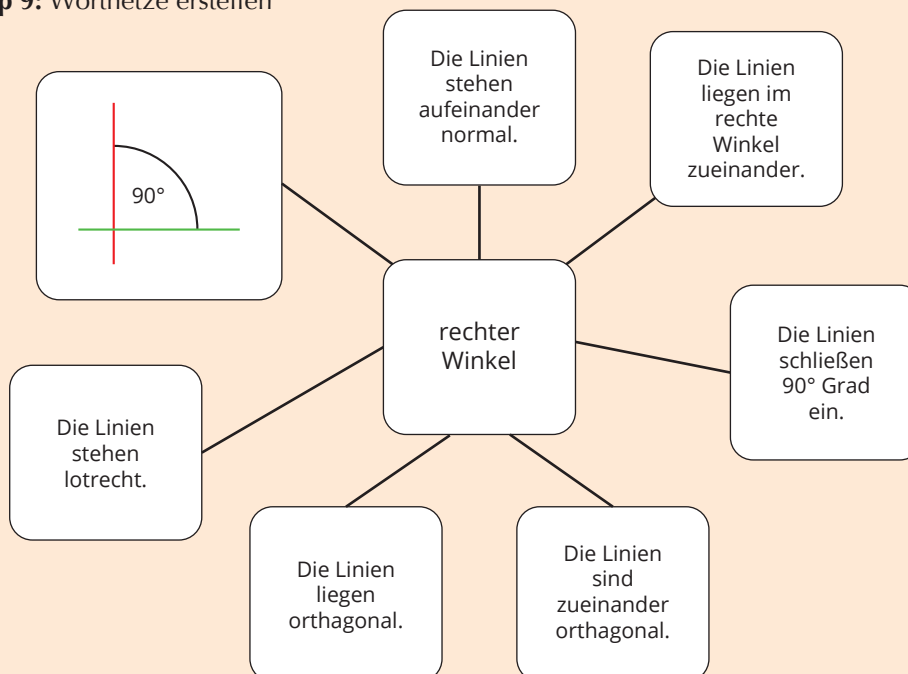 9: Wortnetze erstellen
Die Linien
stehen
aufeinander
normal.
Die Linien
liegen im
rechte
Winkel
zueinander.
90°
rechter
Winkel
Die Linien
schließen
90° Grad
ein.
Die Linien
stehen
lotrecht.
Die Linien
liegen
orthagonal.
Die Linien
sind
zueinander
orthagonal.